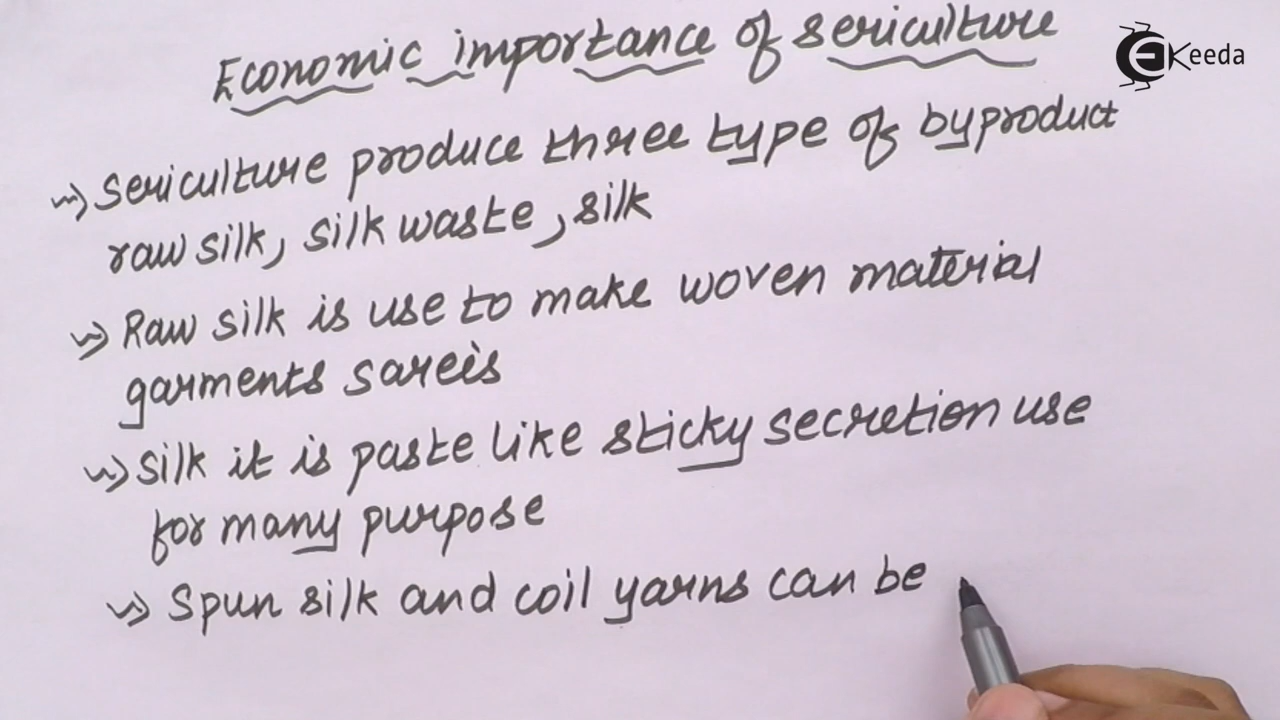 Economic importance of sericulture
EKeeda
Sericulture produce three type of byproduct
raw silk, silk waste, silk
Raw silk is use to make woven material
garments sareis
silk it is paste like sticky secretion use
for many purpose
Spun silk and coil yarns can be